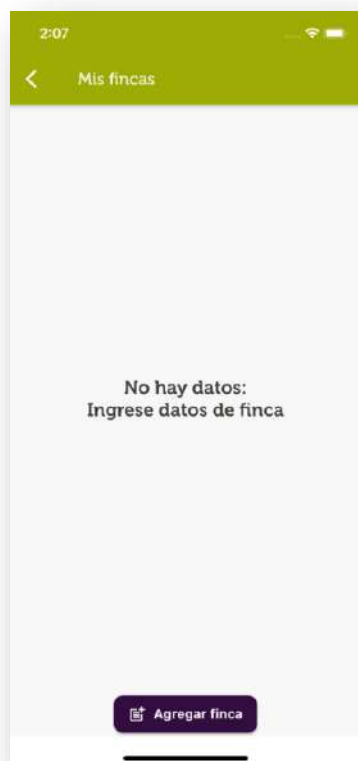 2:07
Mis fincas
No hay datos:
Ingrese datos de finca
Agregar finca